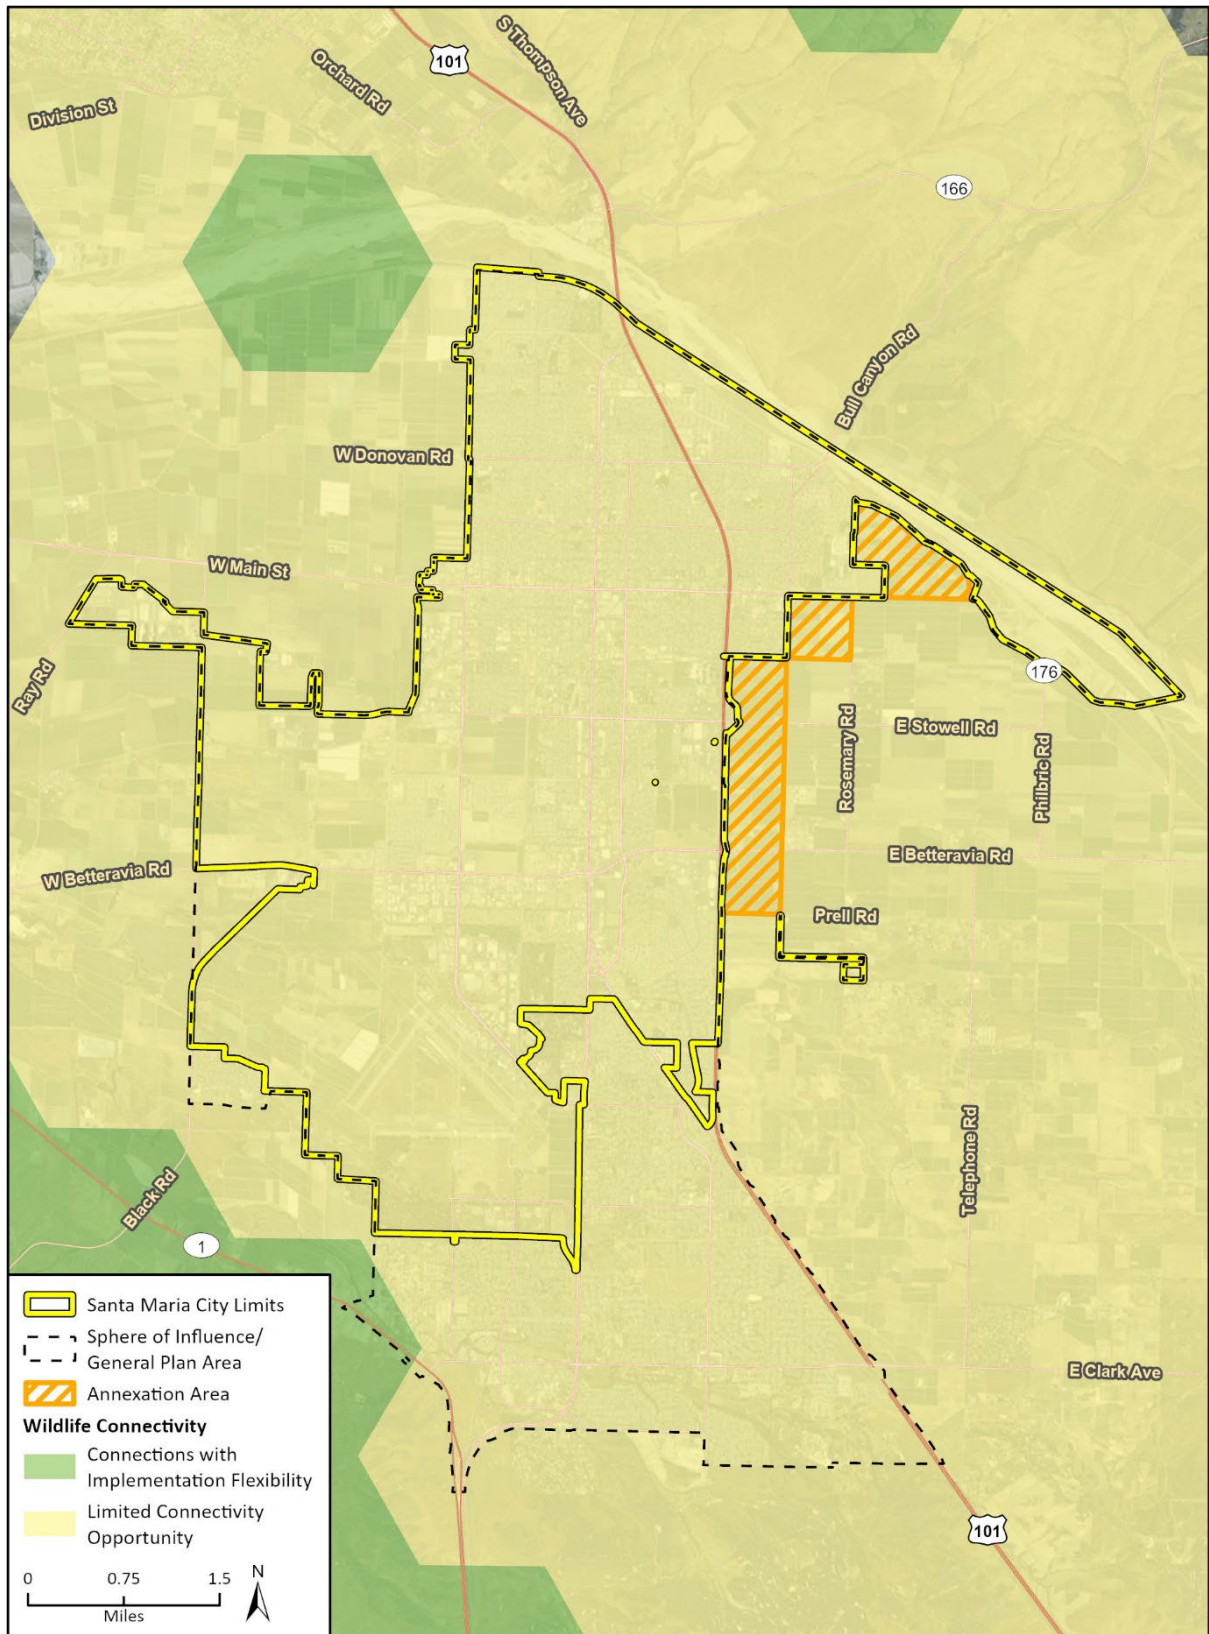 101
S Thompson Ave
Orchard Rd
Division St
166
Bull Canyon Rd
W Donovan Rd
W Main St
Ray Rd
176
E Stowell Rd
Rosemary Rd
Philbric Rd
W Betteravia Rd
E Betteravia Rd
Prell Rd
Telephone Rd
Black Rd
1
E Clark Ave
101
Santa Maria City Limits
Sphere of Influence/
General Plan Area
Annexation Area
Wildlife Connectivity
Connections with
Implementation Flexibility
Limited Connectivity
Opportunity
0 0.75 1.5
Miles
N